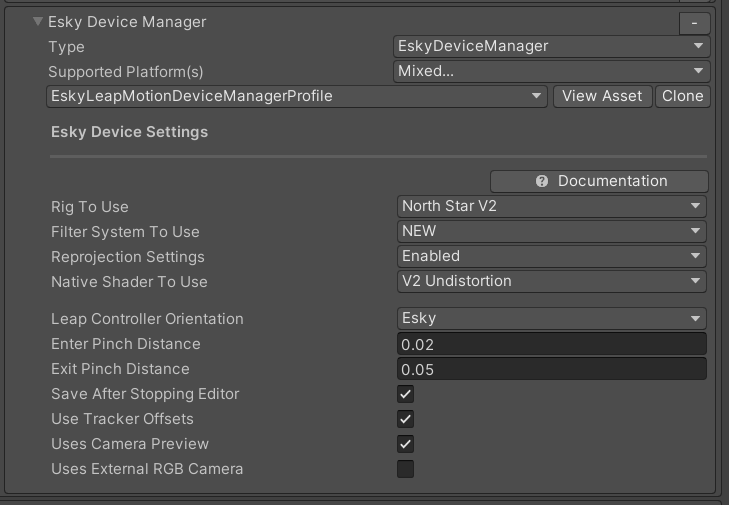 Esky Device Manager -
Type EskyDeviceManager
Supported Platform(s) Mixed...
EskyLeapMotionDeviceManagerProfile View Asset Clone
Esky Device Settings
? Documentation
Rig To Use North Star V2
Filter System To Use NEW
Reprojection Settings Enabled
Native Shader To Use V2 Undistortion
Leap Controller Orientation Esky
Enter Pinch Distance 0.02
Exit Pinch Distance 0.05
Save After Stopping Editor
Use Tracker Offsets
Uses Camera Preview
Uses External RGB Camera